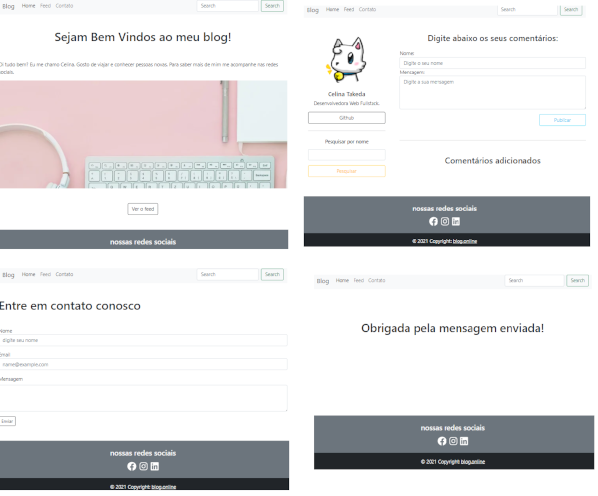 Blog Home Feed Contato Search Search
Sejam Bem Vindos ao meu blog!
Oi tudo bem? Eu me chamo Celina. Gosto de viajar e conhecer pessoas novas. Para saber mais de mim me acompanhe nas redes
sociais.
Ver o feed
nossas redes sociais
Blog Home Feed Contato Search Search
Celina Takeda
Desenvolvedora Web Fullstick.
Github
Pesquisar por nome
Pesquisar
Digite abaixo os seus comentários:
Nome
Digite o seu nome
Mensagem:
Digite a sua mensagem
Publicar
Comentários adicionados
nossas redes sociais
© 2021 Copyright: blog.online
Blog Home Feed Contato Search Search
Entre em contato conosco
Nome
digite seu nome
Email
name@example.com
Mensagem
Enviar
nossas redes sociais
© 2021 Copyright: blog.online
Blog Home Feed Contato Search Search
Obrigada pela mensagem enviada!
nossas redes sociais
© 2021 Copyright: blog.online